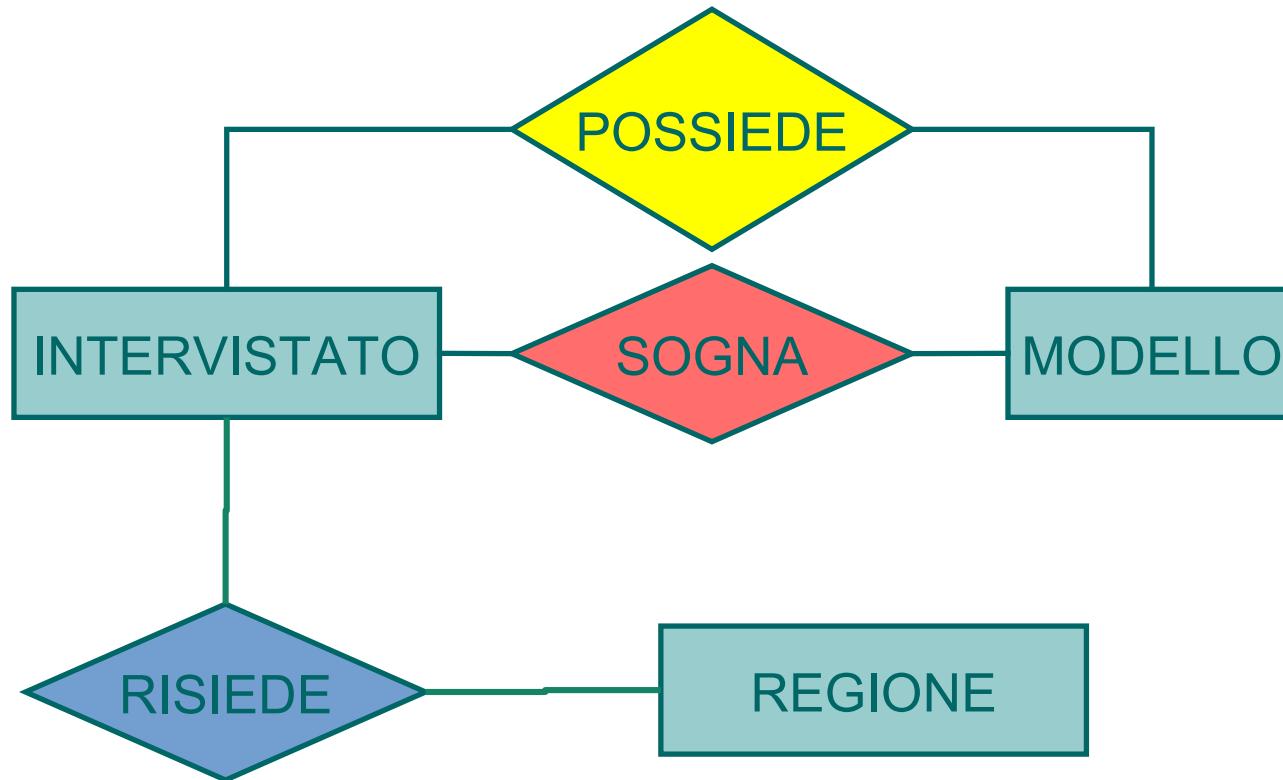 POSSIEDE
INTERVISTATO
SOGNA
MODELLO
RISIEDE
REGIONE